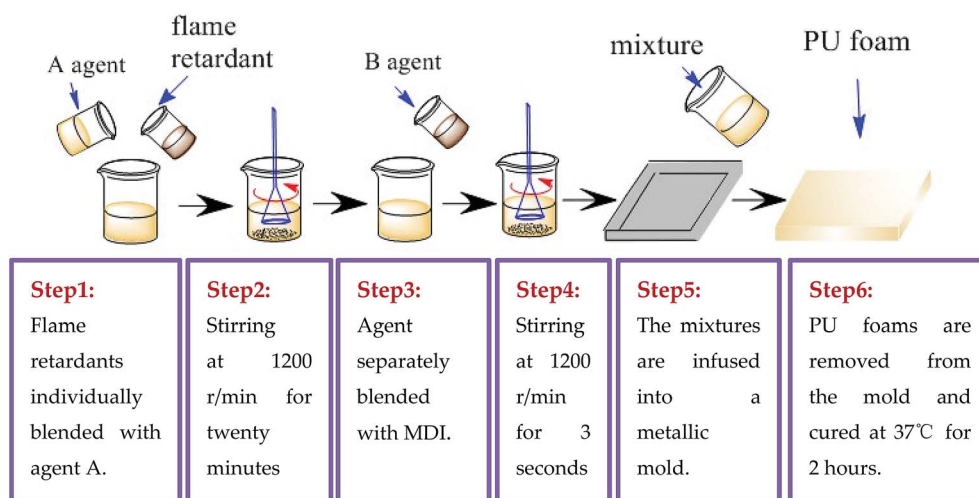 flame
retardant
A agent
B agent
mixture
PU foam
Step1:
Flame
retardants
individually
blended with
agent A.
Step2:
Stirring
at 1200
r/min for
twenty
minutes
Step3:
Agent
separately
blended
with MDI.
Step4:
Stirring
at 1200
r/min
for 3
seconds
Step5:
The mixtures
are infused
into a
metallic
mold.
Step6:
PU foams are
removed from
the mold and
cured at 37℃ for
2 hours.